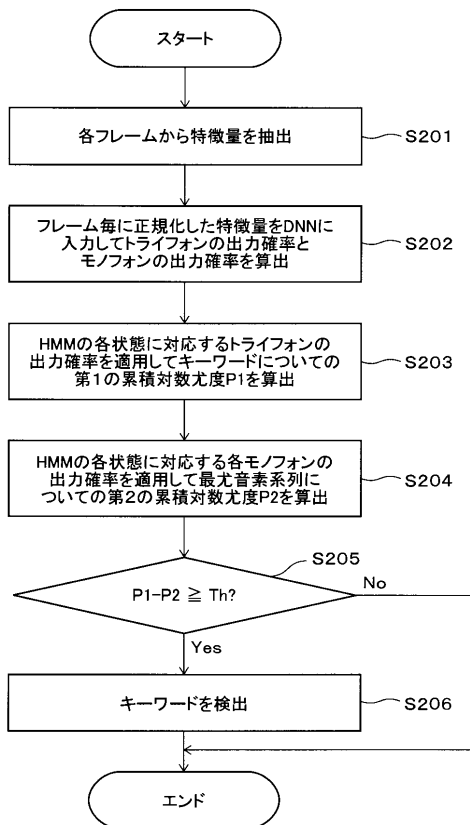 スタート
各フレームから特徴量を抽出
S201
フレーム毎に正規化した特徴量をDNNに
入力してトライフォンの出力確率と
モノフォンの出力確率を算出
S202
HMMの各状態に対応するトライフォンの
出力確率を適用してキーワードについての
第1の累積対数尤度P1を算出
S203
HMMの各状態に対応する各モノフォンの
出力確率を適用して最尤音素系列に
ついての第2の累積対数尤度P2を算出
S204
S205
P1-P2 ≧ Th?
No
Yes
キーワードを検出
S206
エンド